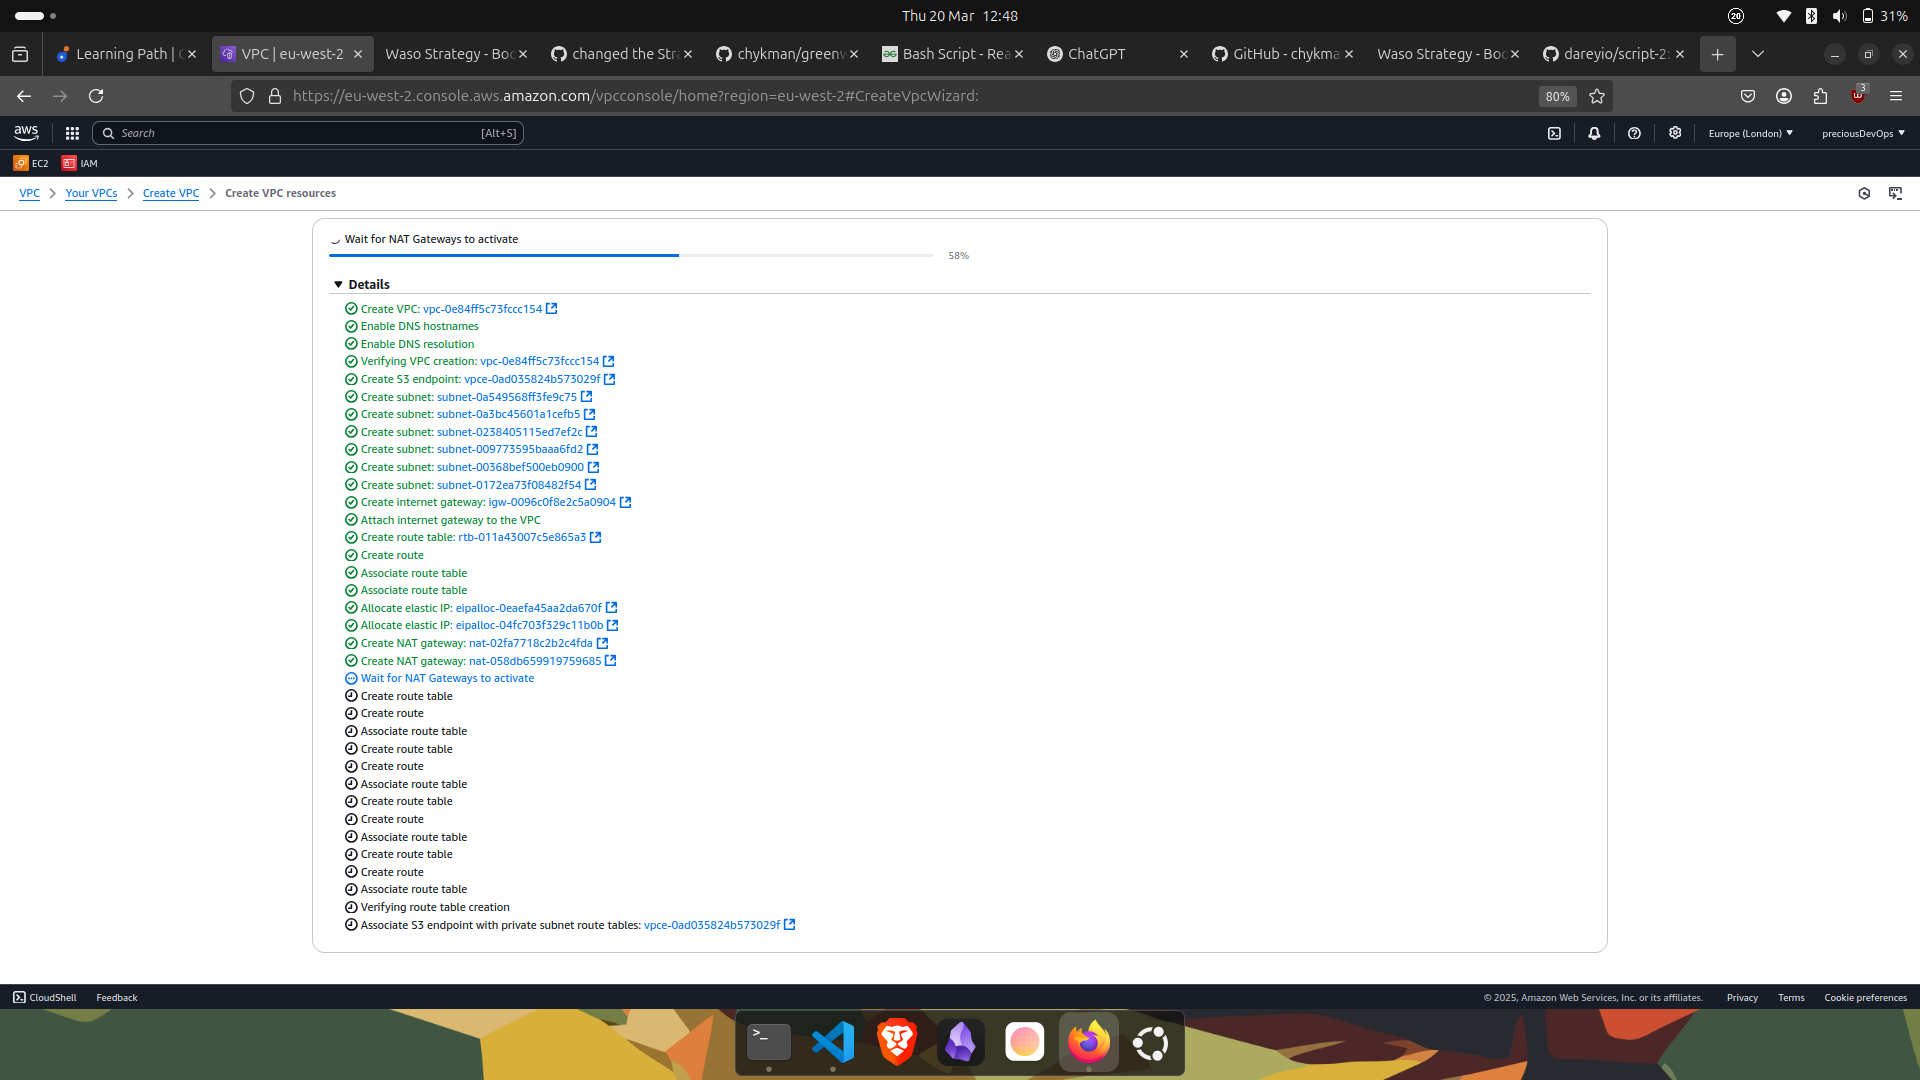 Thu 20 Mar 12:48
20
31%
Learning Path | C
VPC | eu-west-2
Waso Strategy - Boc
changed the Stra
chykman/greenw
Bash Script - Rea
ChatGPT
GitHub - chykma
Waso Strategy - Boc
dareyio/script-2:
https://eu-west-2.console.aws.amazon.com/vpcconsole/home?region=eu-west-2#CreateVpcWizard:
80%
3
aws
Search
[Alt+S]
Europe (London)
preciousDevOps
EC2
IAM
VPC > Your VPCs > Create VPC > Create VPC resources
Wait for NAT Gateways to activate
58%
Details
Create VPC: vpc-0e84ff5c73fccc154
Enable DNS hostnames
Enable DNS resolution
Verifying VPC creation: vpc-0e84ff5c73fccc154
Create S3 endpoint: vpce-0ad035824b573029f
Create subnet: subnet-0a549568ff3fe9c75
Create subnet: subnet-0a3bc45601a1cefb5
Create subnet: subnet-0238405115ed7ef2c
Create subnet: subnet-009773595baaa6fd2
Create subnet: subnet-00368bef500eb0900
Create subnet: subnet-0172ea73f08482f54
Create internet gateway: igw-0096c0f8e2c5a0904
Attach internet gateway to the VPC
Create route table: rtb-011a43007c5e865a3
Create route
Associate route table
Associate route table
Allocate elastic IP: eipalloc-0eaefa45aa2da670f
Allocate elastic IP: eipalloc-04fc703f329c11b0b
Create NAT gateway: nat-02fa7718c2b2c4fda
Create NAT gateway: nat-058db659919759685
Wait for NAT Gateways to activate
Create route table
Create route
Associate route table
Create route table
Create route
Associate route table
Create route table
Create route
Associate route table
Create route table
Create route
Associate route table
Verifying route table creation
Associate S3 endpoint with private subnet route tables: vpce-0ad035824b573029f
CloudShell
Feedback
© 2025, Amazon Web Services, Inc. or its affiliates.
Privacy
Terms
Cookie preferences